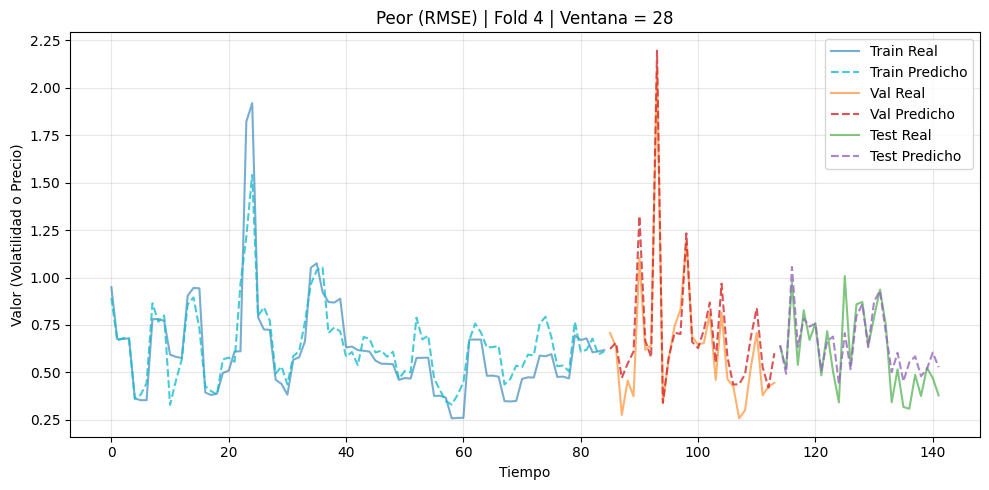 Peor (RMSE) | Fold 4 | Ventana = 28
Valor (Volatilidad o Precio)
2.25
2.00
1.75
1.50
1.25
1.00
0.75
0.50
0.25
Train Real
Train Predicho
Val Real
Val Predicho
Test Real
Test Predicho
0 20 40 60 80 100 120 140
Tiempo